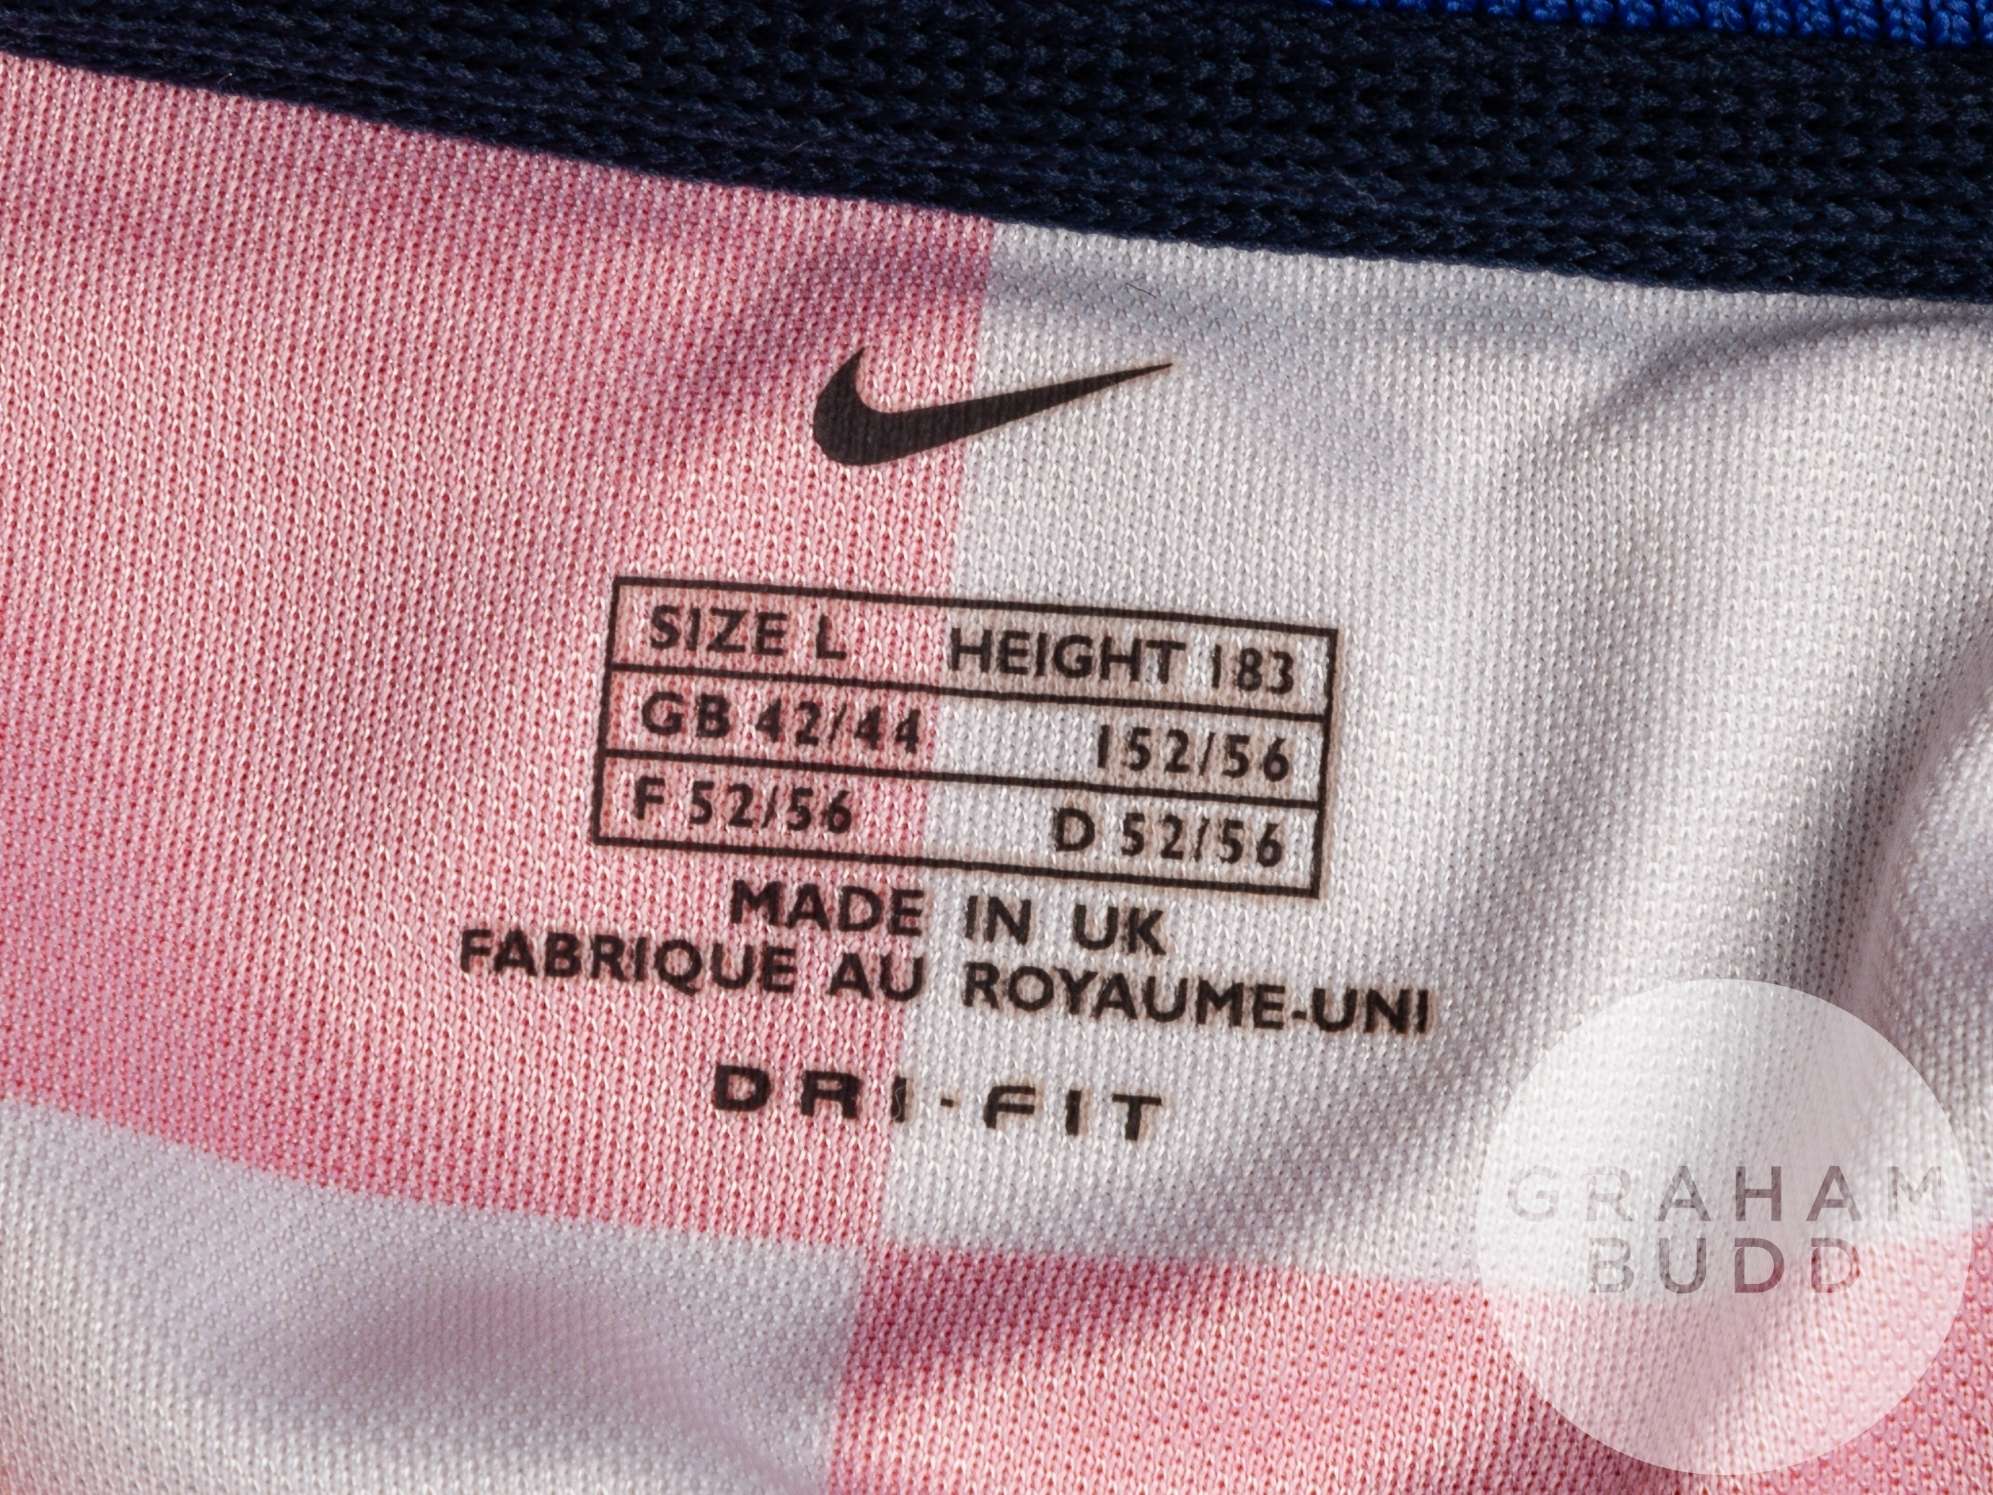 SIZE L HEIGHT 183
GB 42/44 152/56
F 52/56 D 52/56
MADE IN UK
FABRIQUE AU ROYAUME-UNI
DRI-FIT
GRAHAM
BUDD